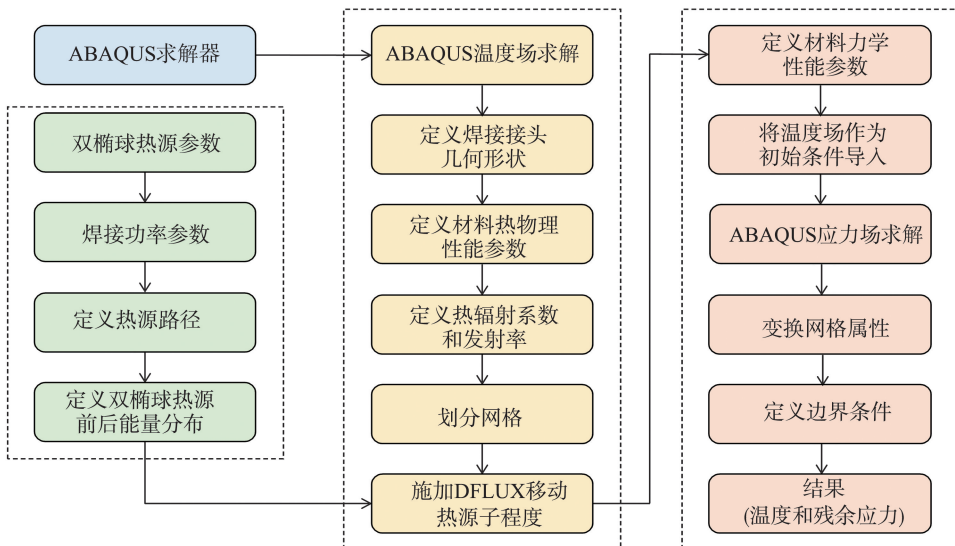 ABAQUS求解器
双椭球热源参数
焊接功率参数
定义热源路径
定义双椭球热源
前后能量分布
ABAQUS温度场求解
定义焊接接头
几何形状
定义材料热物理
性能参数
定义热辐射系数
和发射率
划分网格
施加DFLUX移动
热源子程度
定义材料力学
性能参数
将温度场作为
初始条件导入
ABAQUS应力场求解
变换网格属性
定义边界条件
结果
(温度和残余应力)